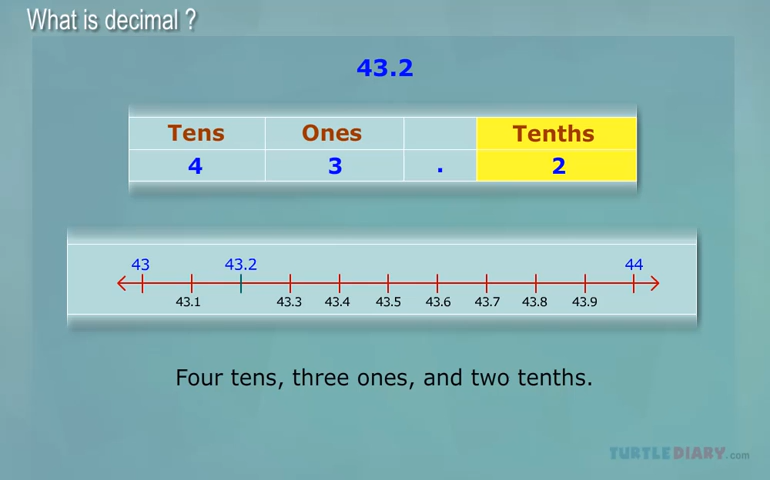 What is decimal ?
43.2
Tens Ones Tenths
4 3 . 2
43 43.2 44
43.1 43.3 43.4 43.5 43.6 43.7 43.8 43.9
Four tens, three ones, and two tenths.
TURTLEDIARY.com